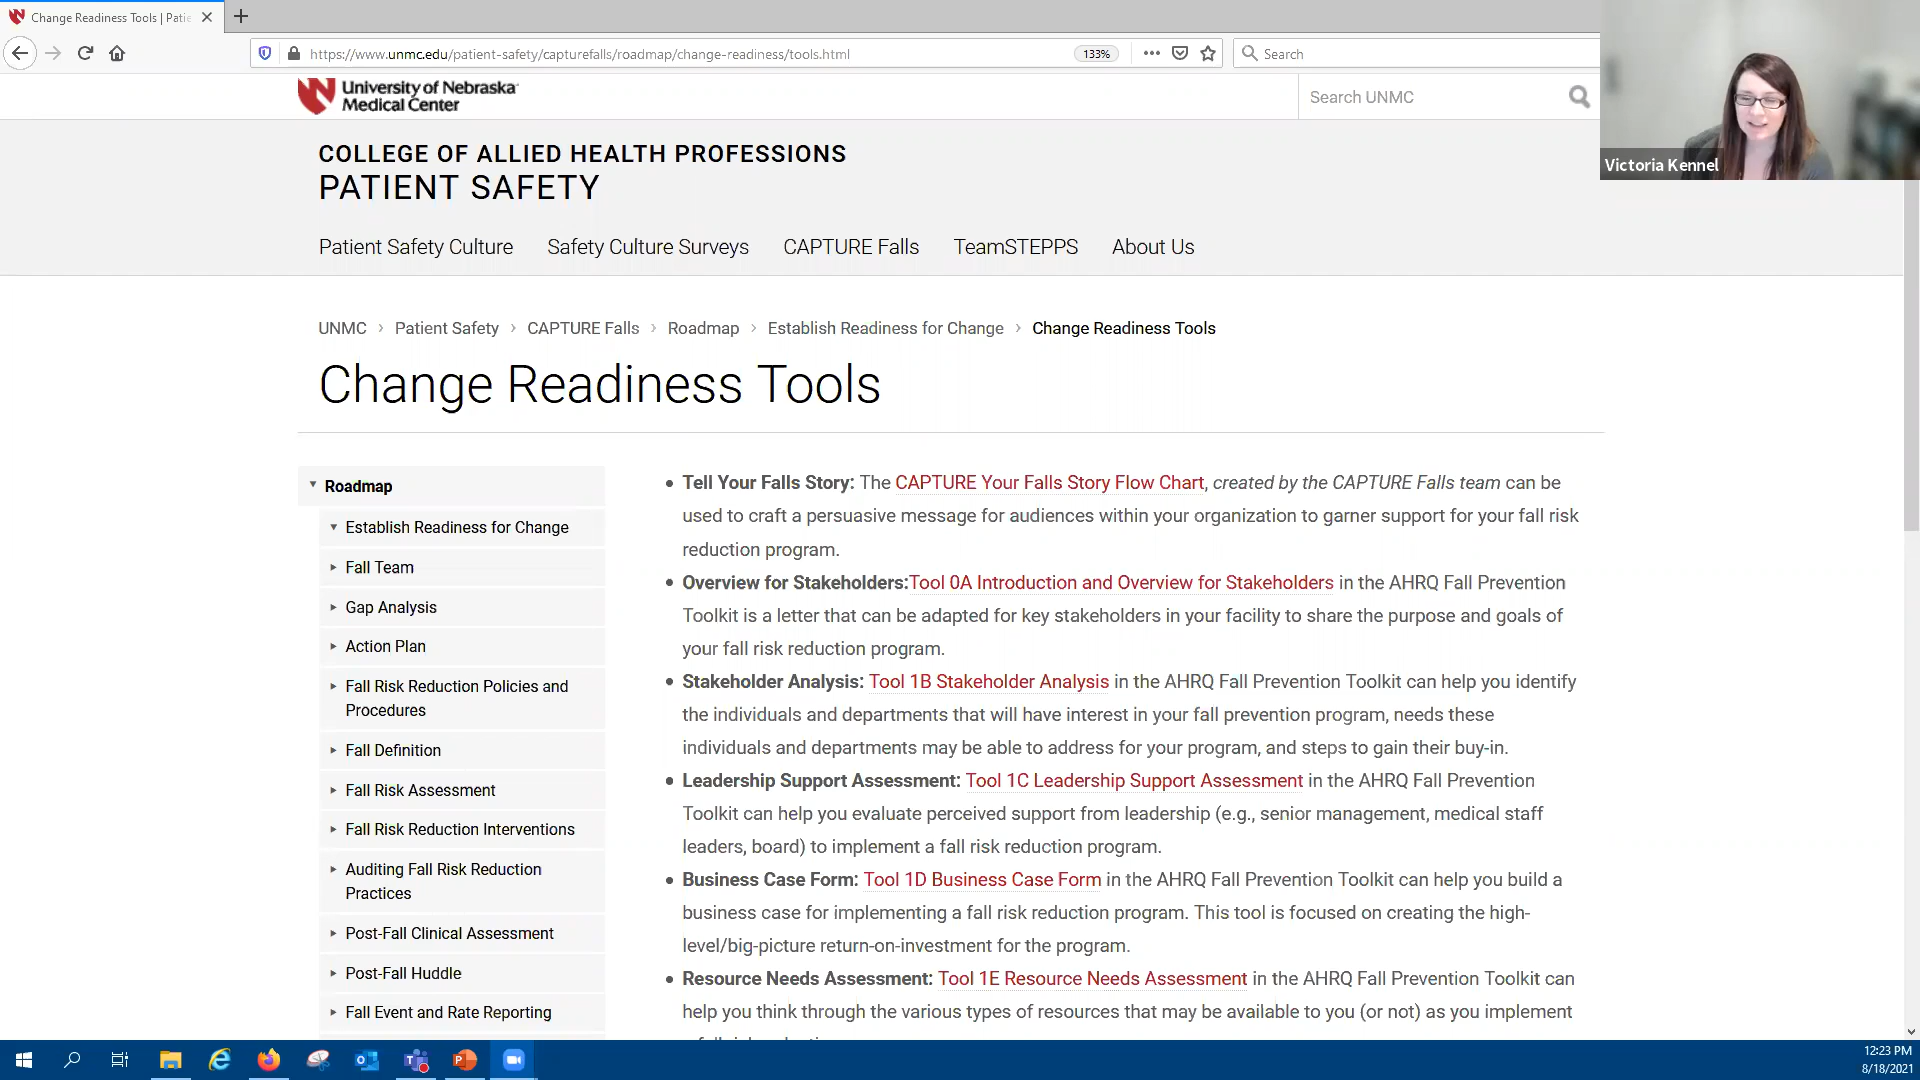 Change Readiness Tools | Patie
https://www.unmc.edu/patient-safety/capturefalls/roadmap/change-readiness/tools.html
133%
Search
University of Nebraska
Medical Center
Search UNMC
Victoria Kennel
COLLEGE OF ALLIED HEALTH PROFESSIONS
PATIENT SAFETY
Patient Safety Culture Safety Culture Surveys CAPTURE Falls TeamSTEPPS About Us
UNMC › Patient Safety › CAPTURE Falls › Roadmap › Establish Readiness for Change › Change Readiness Tools
Change Readiness Tools
Roadmap
Establish Readiness for Change
Fall Team
Gap Analysis
Action Plan
Fall Risk Reduction Policies and
Procedures
Fall Definition
Fall Risk Assessment
Fall Risk Reduction Interventions
Auditing Fall Risk Reduction
Practices
Post-Fall Clinical Assessment
Post-Fall Huddle
Fall Event and Rate Reporting
• Tell Your Falls Story: The CAPTURE Your Falls Story Flow Chart, created by the CAPTURE Falls team can be
used to craft a persuasive message for audiences within your organization to garner support for your fall risk
reduction program.
• Overview for Stakeholders:Tool 0A Introduction and Overview for Stakeholders in the AHRQ Fall Prevention
Toolkit is a letter that can be adapted for key stakeholders in your facility to share the purpose and goals of
your fall risk reduction program.
• Stakeholder Analysis: Tool 1B Stakeholder Analysis in the AHRQ Fall Prevention Toolkit can help you identify
the individuals and departments that will have interest in your fall prevention program, needs these
individuals and departments may be able to address for your program, and steps to gain their buy-in.
• Leadership Support Assessment: Tool 1C Leadership Support Assessment in the AHRQ Fall Prevention
Toolkit can help you evaluate perceived support from leadership (e.g., senior management, medical staff
leaders, board) to implement a fall risk reduction program.
• Business Case Form: Tool 1D Business Case Form in the AHRQ Fall Prevention Toolkit can help you build a
business case for implementing a fall risk reduction program. This tool is focused on creating the high-
level/big-picture return-on-investment for the program.
• Resource Needs Assessment: Tool 1E Resource Needs Assessment in the AHRQ Fall Prevention Toolkit can
help you think through the various types of resources that may be available to you (or not) as you implement
12:23 PM
8/18/2021